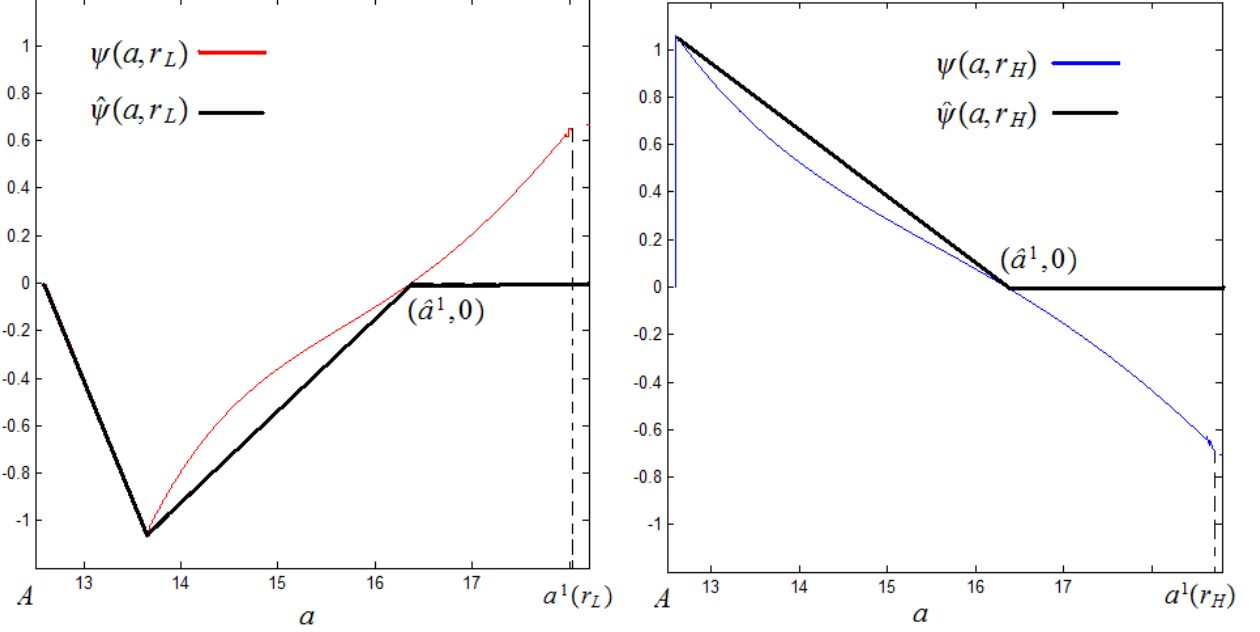 1
0.8
0.6
0.4
0.2
0
-0.2
-0.4
-0.6
-0.8
-1
ψ(a,r_L)
ψ̂(a,r_L)
(â¹,0)
13 14 15 16 17
A a¹(r_L)
a
1
0.8
0.6
0.4
0.2
0
-0.2
-0.4
-0.6
-0.8
-1
ψ(a,r_H)
ψ̂(a,r_H)
(â¹,0)
13 14 15 16 17
A a¹(r_H)
a